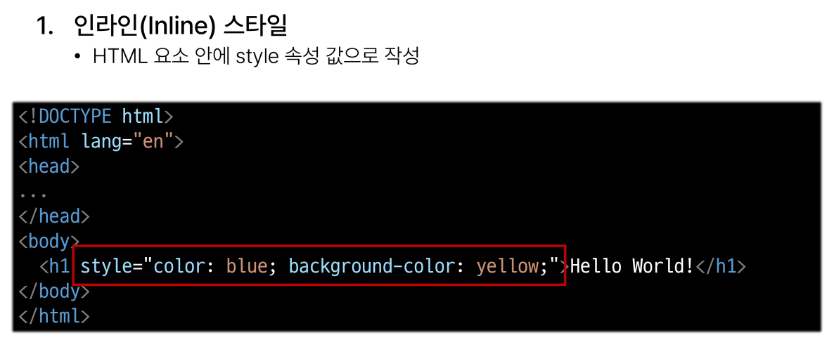 1. 인라인(Inline) 스타일
• HTML 요소 안에 style 속성 값으로 작성
<!DOCTYPE html>
<html lang="en">
<head>
...
</head>
<body>
<h1 style="color: blue; background-color: yellow;">Hello World!</h1>
</body>
</html>